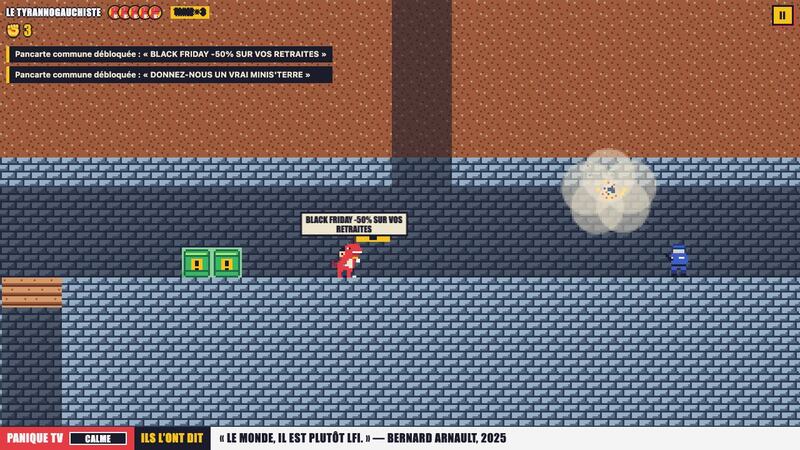 LE TYRANNOGAUCHISTE
3
Pancarte commune débloquée : « BLACK FRIDAY -50% SUR VOS RETRAITES »
Pancarte commune débloquée : « DONNEZ-NOUS UN VRAI MINIS'TERRE »
BLACK FRIDAY -50% SUR VOS
RETRAITES
PANIQUE TV CALME ILS L'ONT DIT « LE MONDE, IL EST PLUTÔT LFI. » — BERNARD ARNAULT, 2025